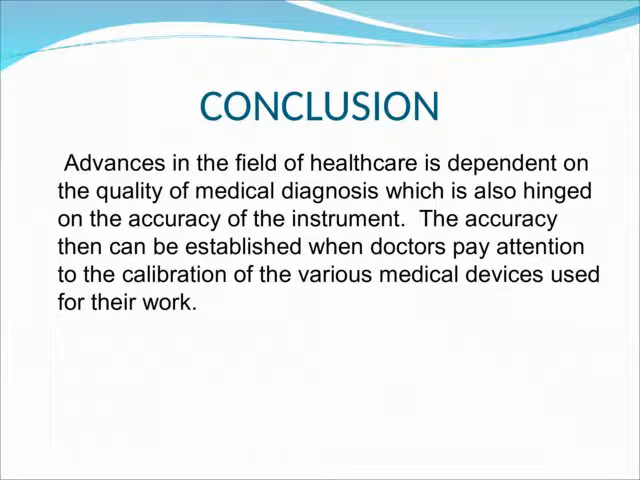 CONCLUSION
Advances in the field of healthcare is dependent on
the quality of medical diagnosis which is also hinged
on the accuracy of the instrument.  The accuracy
then can be established when doctors pay attention
to the calibration of the various medical devices used
for their work.